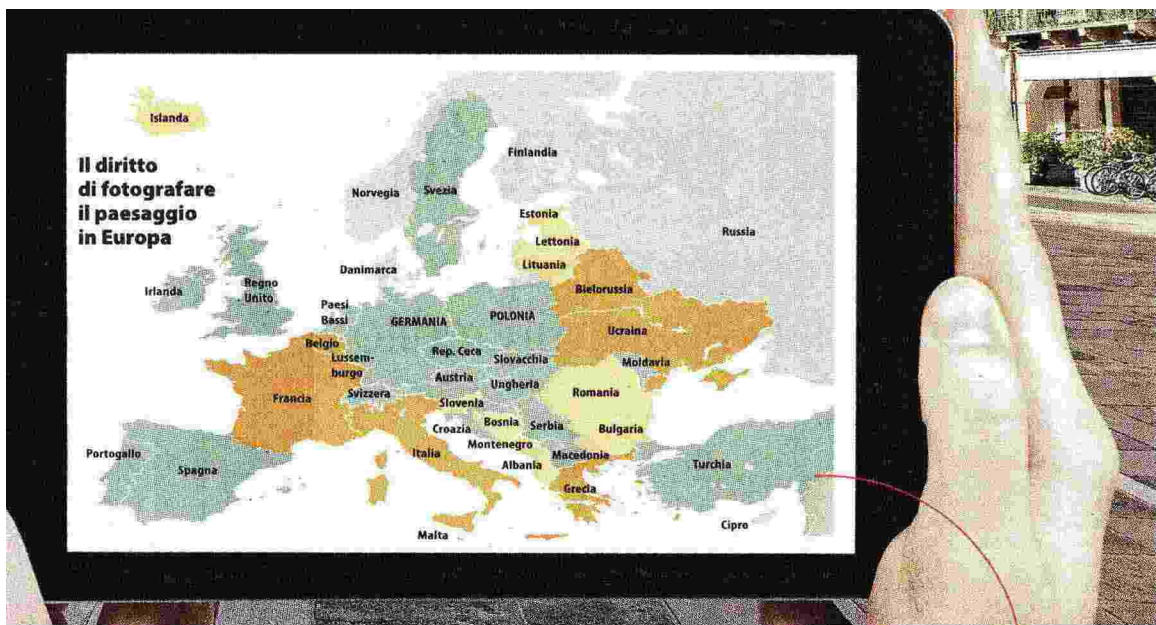 Islanda
Il diritto
di fotografare
il paesaggio
in Europa
Finlandia
Norvegia
Svezia
Estonia
Russia
Lettonia
Lituania
Danimarca
Irlanda
Regno
Unito
Bielorussia
Paesi
Bassi
GERMANIA
POLONIA
Ucraina
Belgio
Lussem-
burgo
Rep. Ceca
Slovacchia
Moldavia
Austria
Ungheria
Svizzera
Francia
Slovenia
Romania
Croazia
Bosnia
Serbia
Bulgaria
Montenegro
Italia
Portogallo
Spagna
Albania
Macedonia
Turchia
Grecia
Malta
Cipro